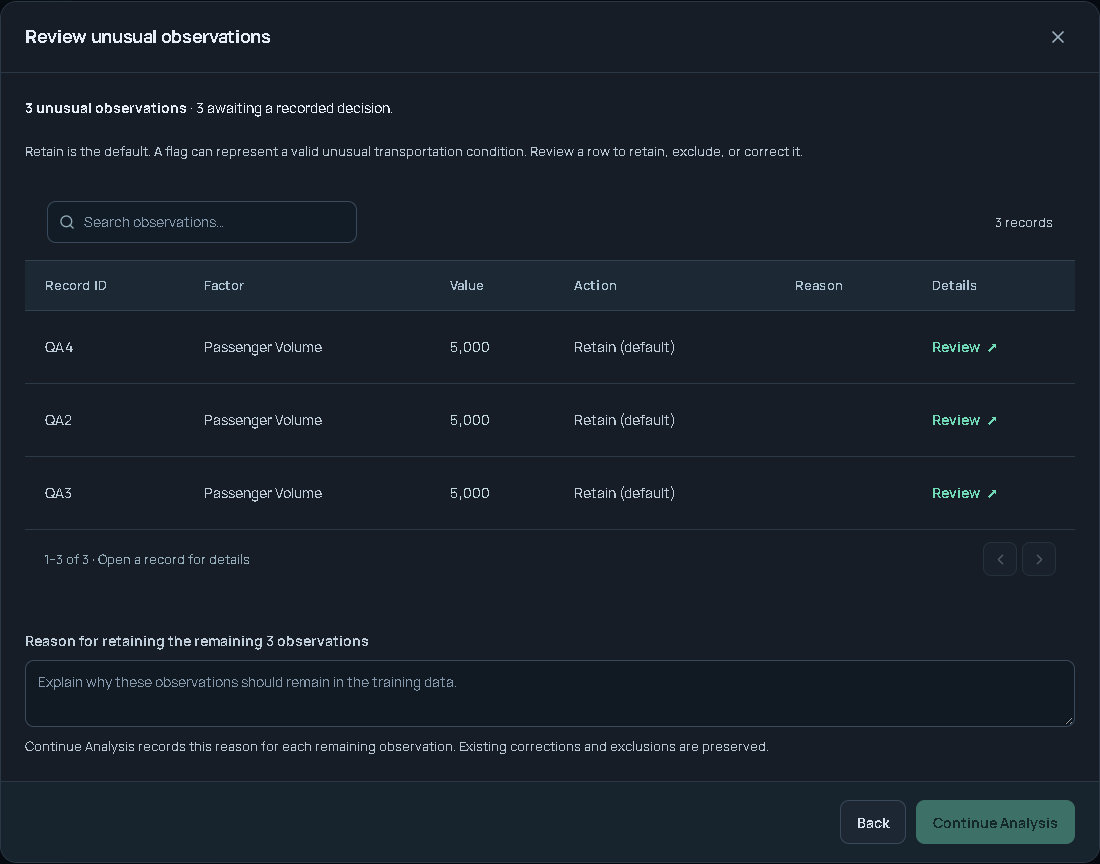 Review unusual observations
3 unusual observations · 3 awaiting a recorded decision.
Retain is the default. A flag can represent a valid unusual transportation condition. Review a row to retain, exclude, or correct it.
Search observations...
3 records
Record ID Factor Value Action Reason Details
QA4 Passenger Volume 5,000 Retain (default) Review ↗
QA2 Passenger Volume 5,000 Retain (default) Review ↗
QA3 Passenger Volume 5,000 Retain (default) Review ↗
1–3 of 3 · Open a record for details
Reason for retaining the remaining 3 observations
Explain why these observations should remain in the training data.
Continue Analysis records this reason for each remaining observation. Existing corrections and exclusions are preserved.
Back Continue Analysis